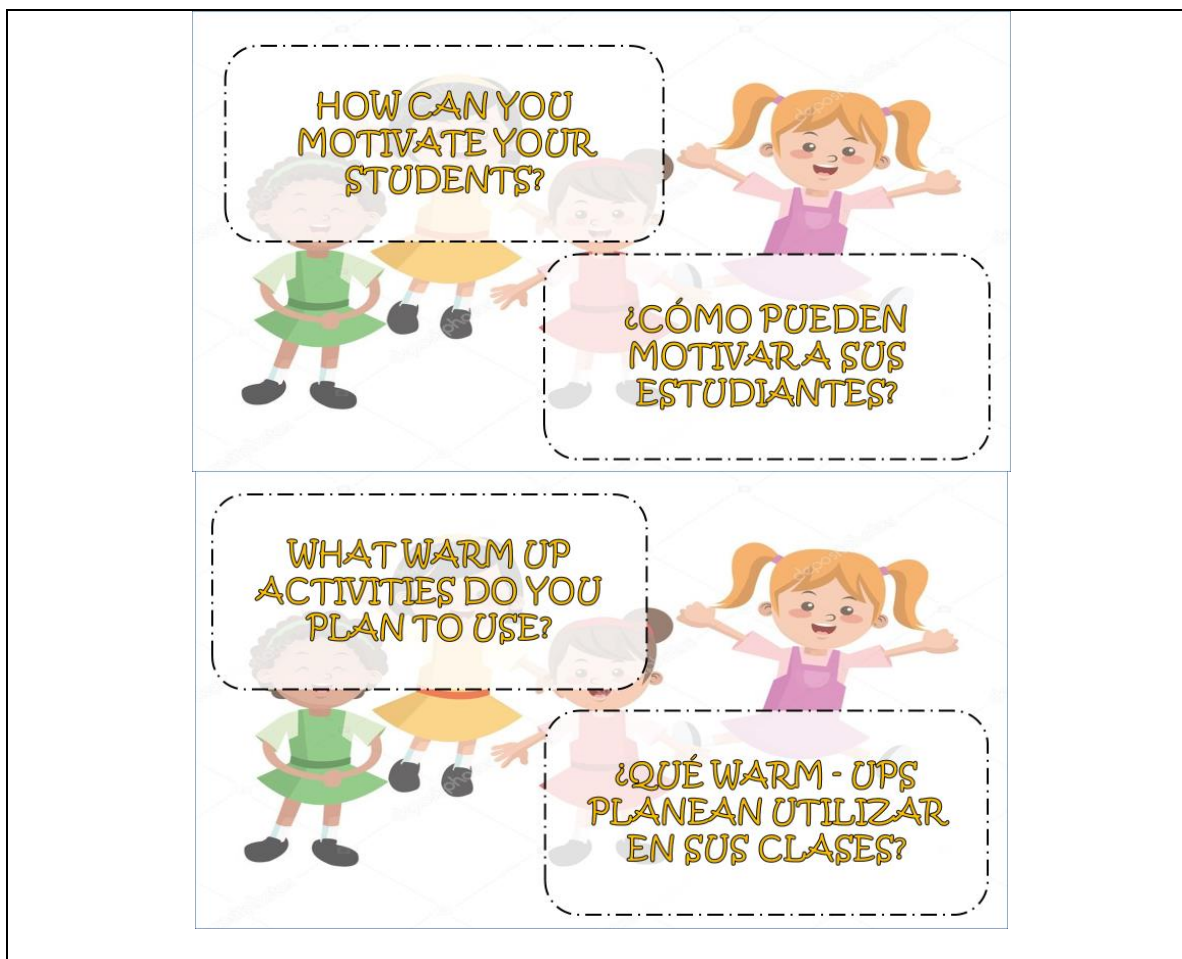 HOW CAN YOU
MOTIVATE YOUR
STUDENTS?
¿CÓMO PUEDEN
MOTIVAR A SUS
ESTUDIANTES?
WHAT WARM UP
ACTIVITIES DO YOU
PLAN TO USE?
¿QUÉ WARM - UPS
PLANEAN UTILIZAR
EN SUS CLASES?